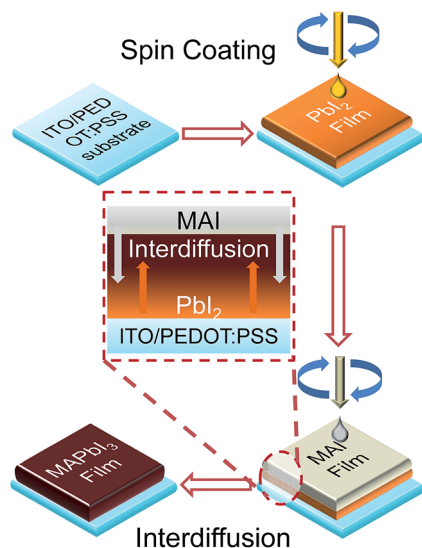 Spin Coating
ITO/PED
OT:PSS
substrate
PbI₂
Film
MAI
Interdiffusion
PbI₂
ITO/PEDOT:PSS
MAPbI₃
Film
MAI
Film
Interdiffusion